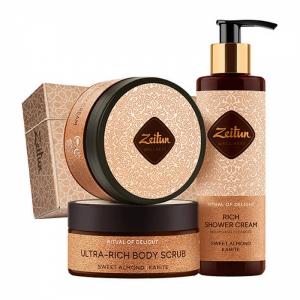 Zeitun
RITUAL OF DELIGHT
RICH
SHOWER CREAM
SWEET ALMOND
KARITE
RITUAL OF DELIGHT
ULTRA-RICH BODY SCRUB
SWEET ALMOND. KARITE